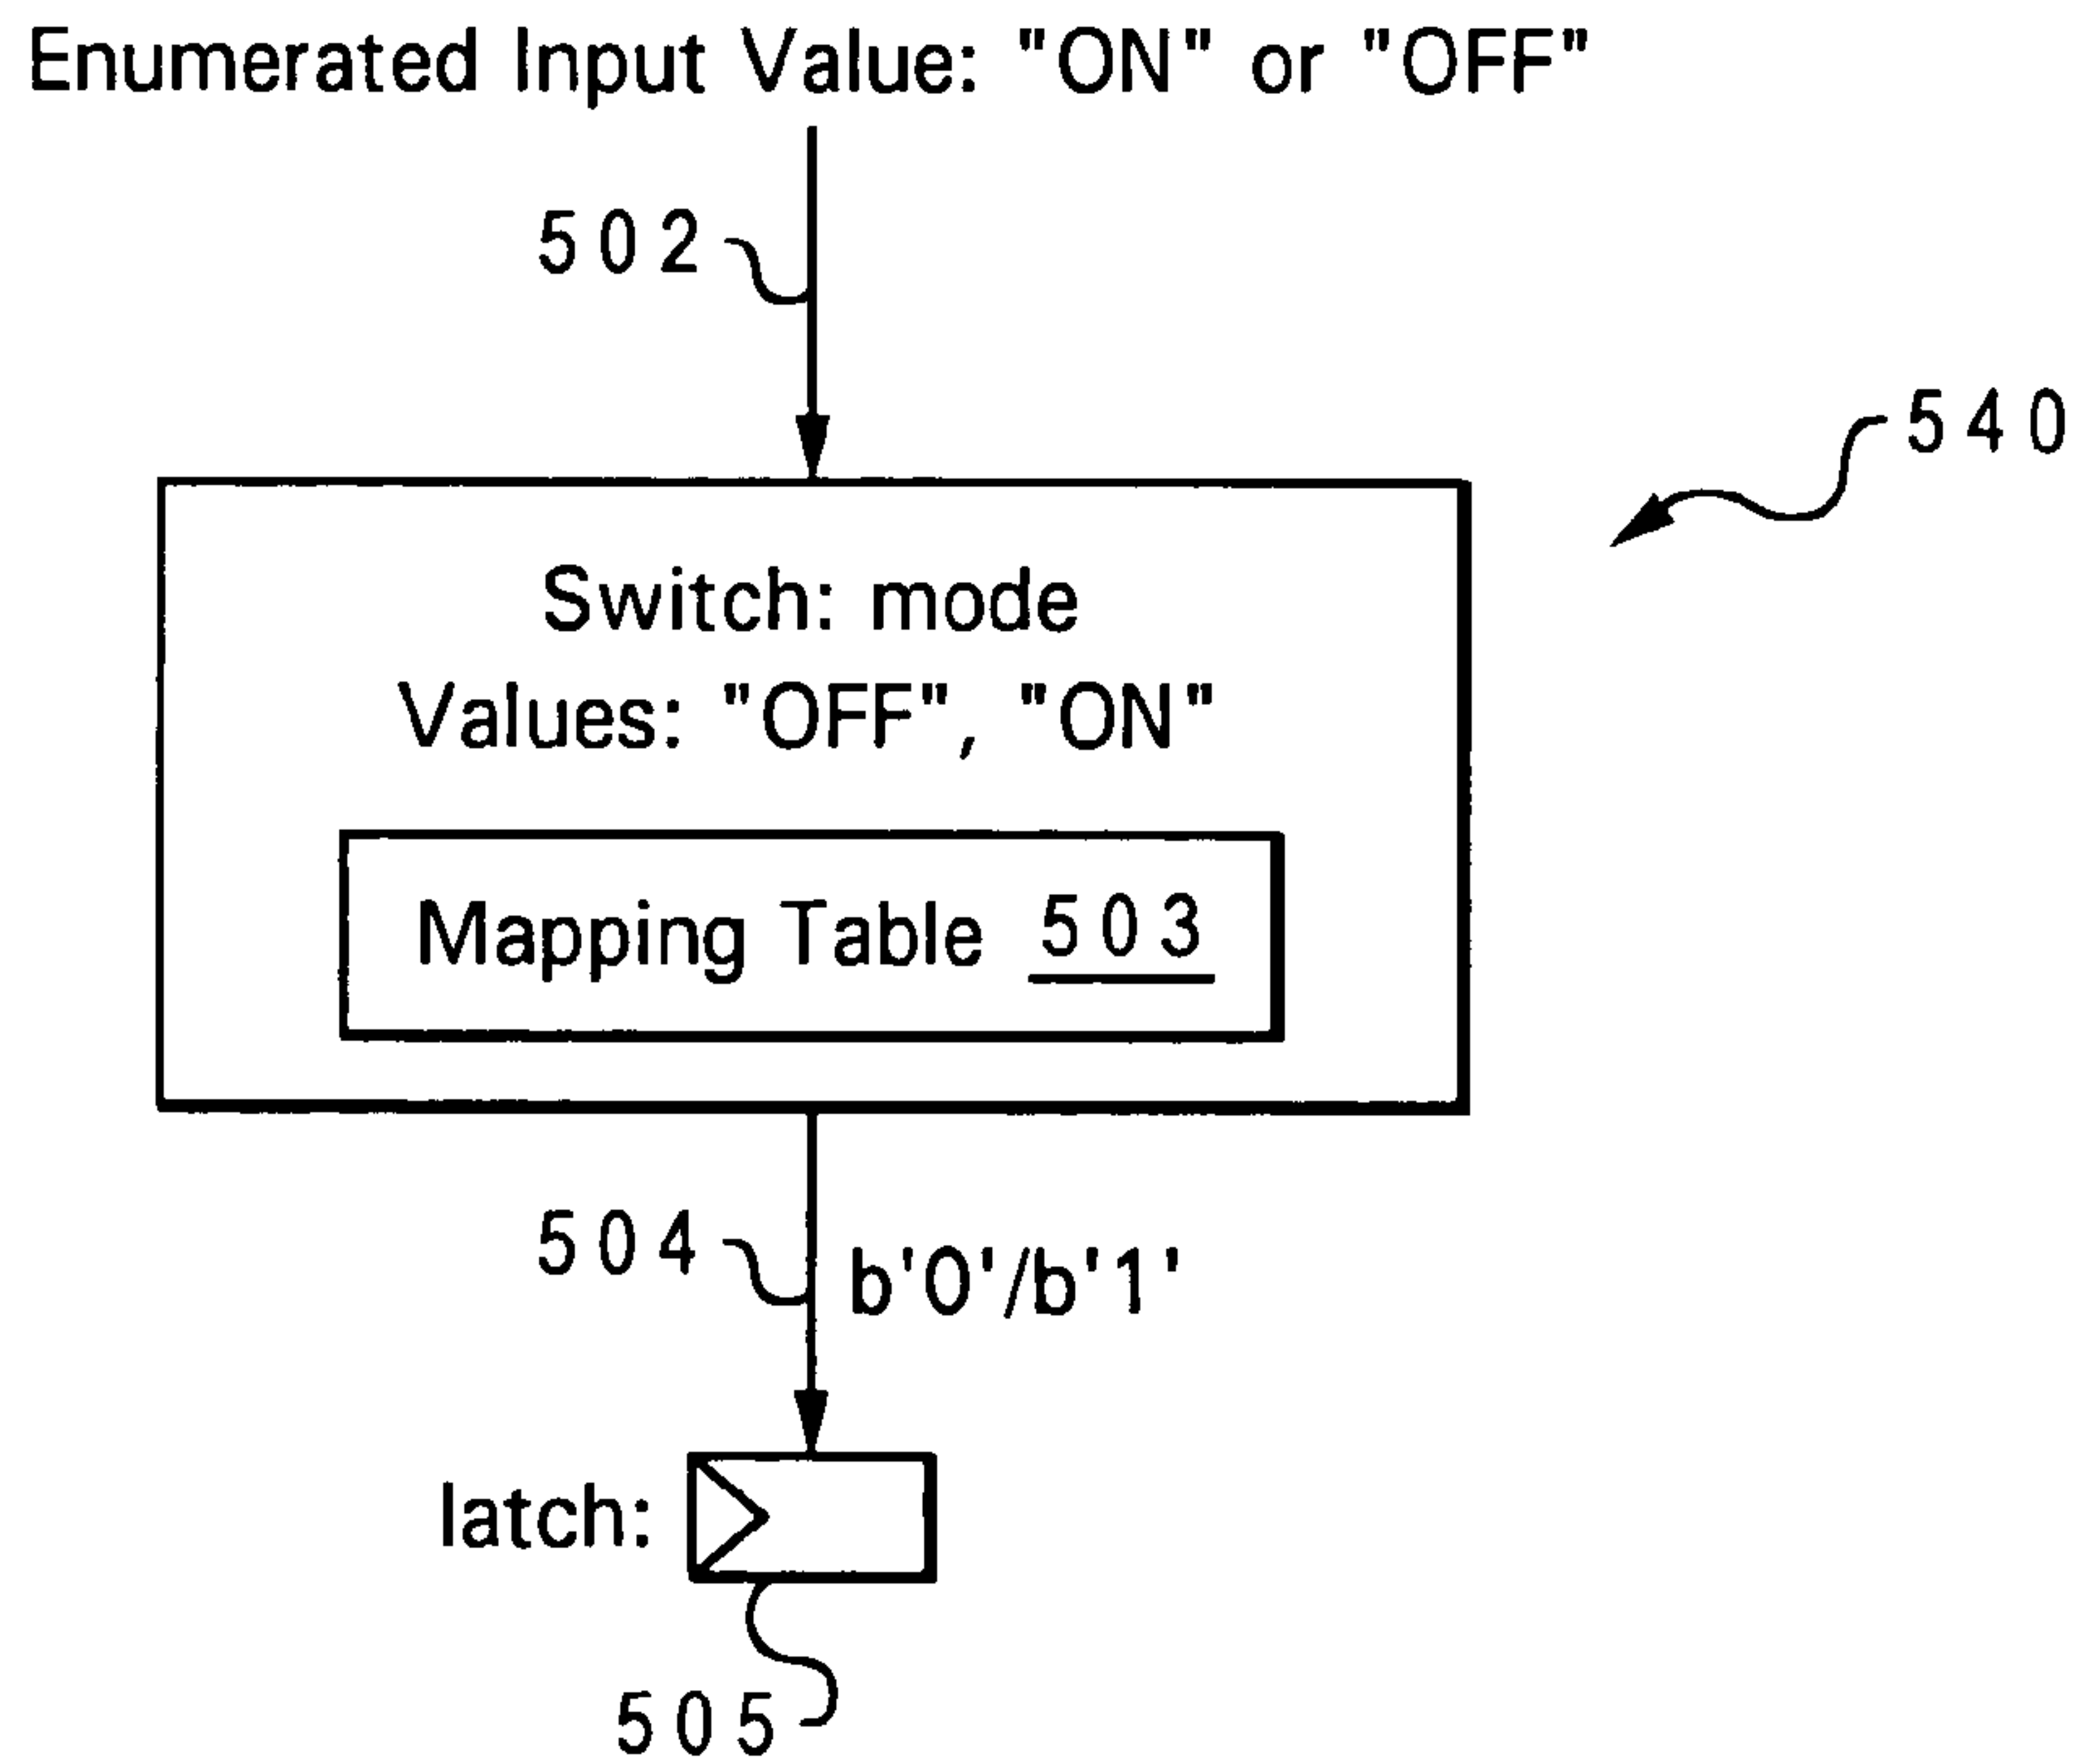 Enumerated Input Value: "ON" or "OFF"
502
540
Switch: mode
Values: "OFF", "ON"
Mapping Table 503
504
b'0'/b'1'
latch:
505